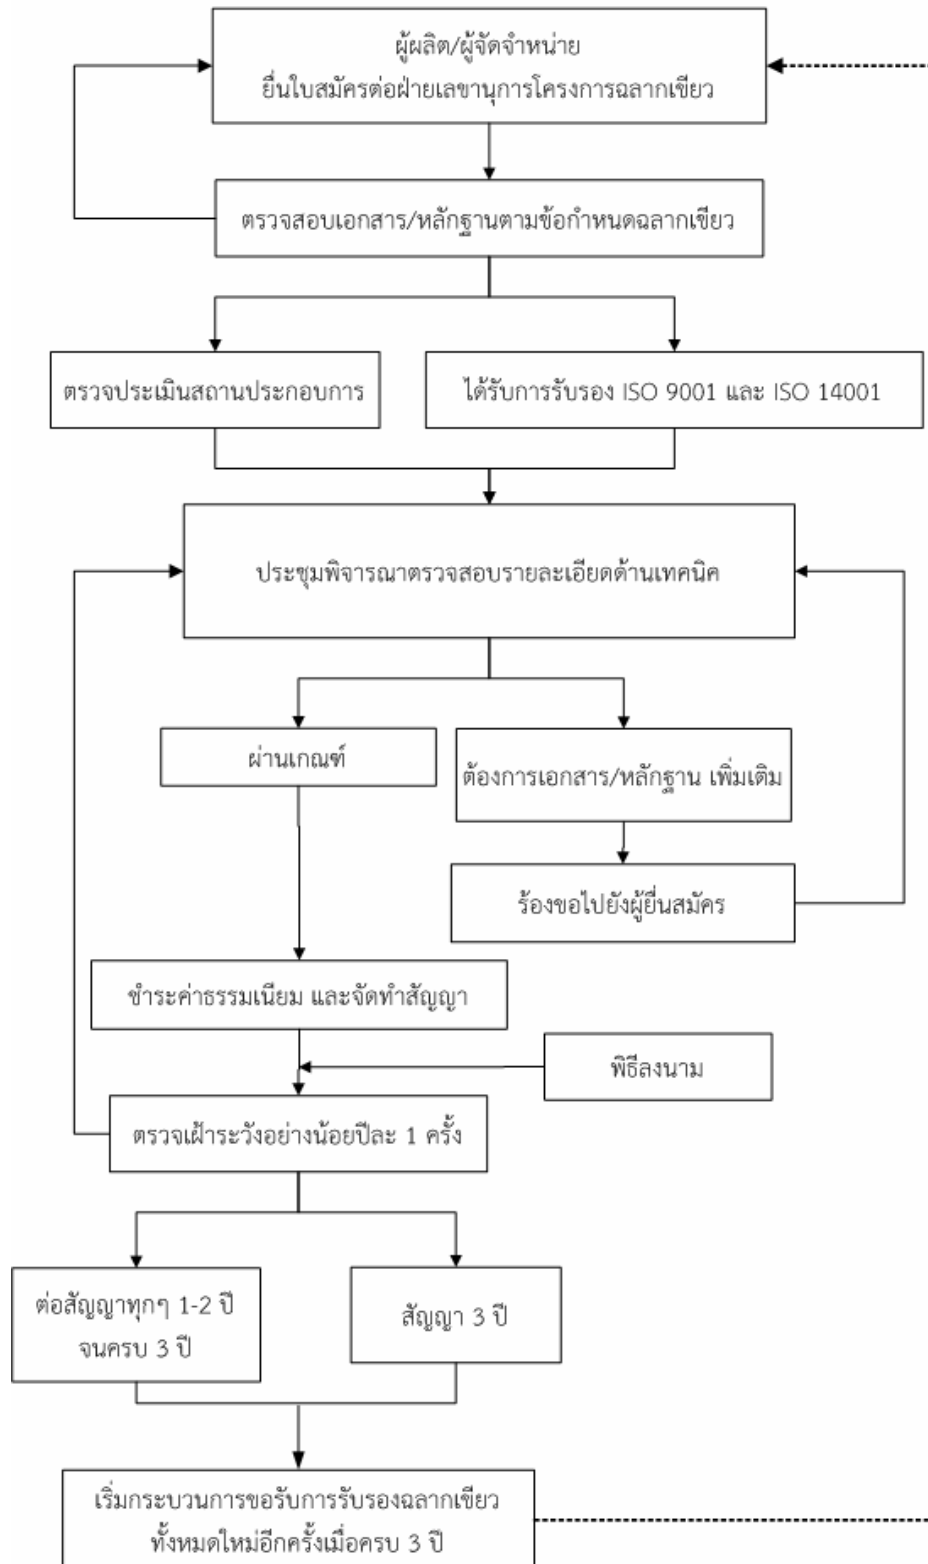 ผู้ผลิต/ผู้จัดจำหน่าย
ยื่นใบสมัครต่อฝ่ายเลขานุการโครงการฉลากเขียว
ตรวจสอบเอกสาร/หลักฐานตามข้อกำหนดฉลากเขียว
ตรวจประเมินสถานประกอบการ
ได้รับการรับรอง ISO 9001 และ ISO 14001
ประชุมพิจารณาตรวจสอบรายละเอียดด้านเทคนิค
ผ่านเกณฑ์
ต้องการเอกสาร/หลักฐาน เพิ่มเติม
ร้องขอไปยังผู้ยื่นสมัคร
ชำระค่าธรรมเนียม และจัดทำสัญญา
พิธีลงนาม
ตรวจเฝ้าระวังอย่างน้อยปีละ 1 ครั้ง
ต่อสัญญาทุกๆ 1-2 ปี
จนครบ 3 ปี
สัญญา 3 ปี
เริ่มกระบวนการขอรับการรับรองฉลากเขียว
ทั้งหมดใหม่อีกครั้งเมื่อครบ 3 ปี